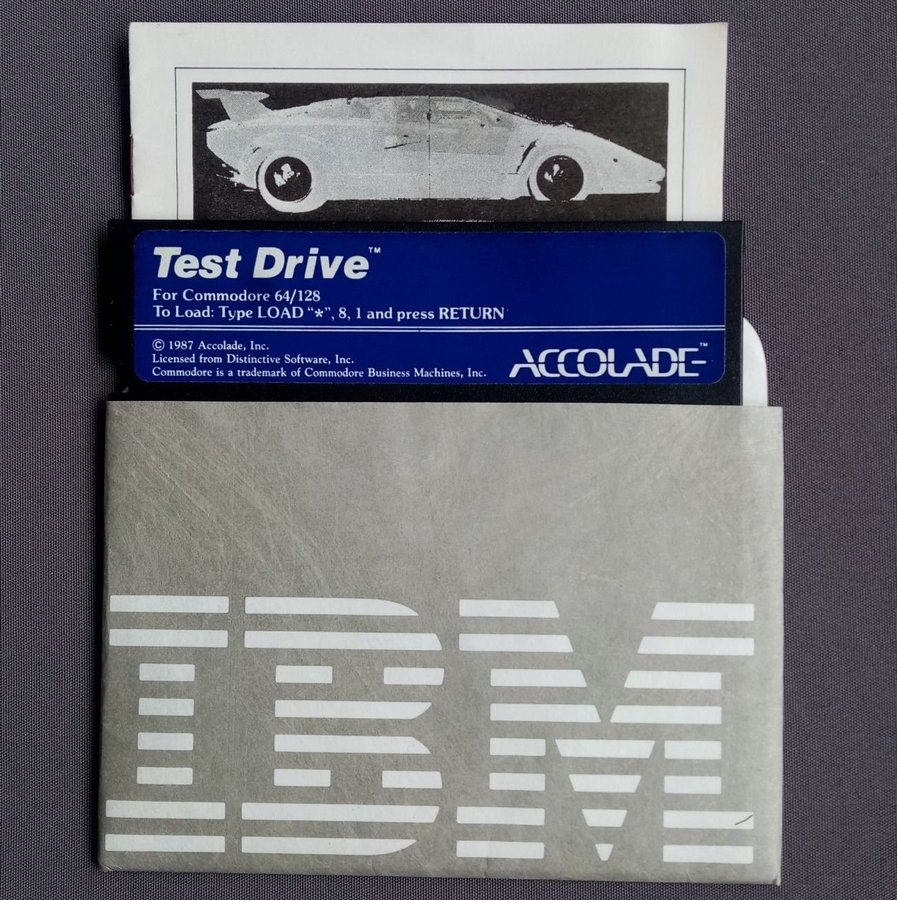 Test Drive™
For Commodore 64/128
To Load: Type LOAD “*”, 8, 1 and press RETURN
© 1987 Accolade, Inc.
Licensed from Distinctive Software, Inc.
Commodore is a trademark of Commodore Business Machines, Inc.
ACCOLADE™
IBM